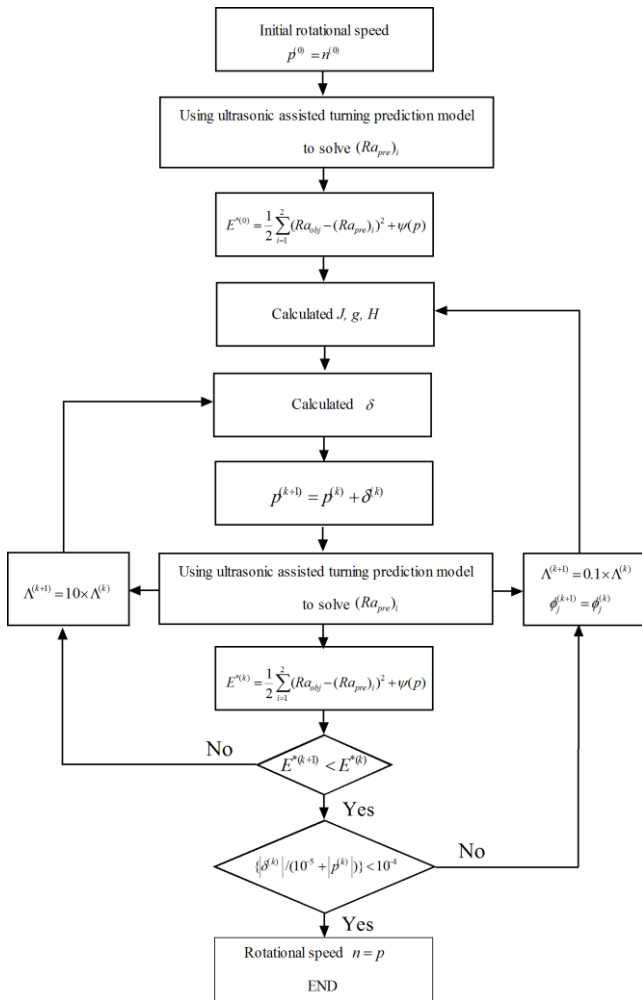 Initial rotational speed
p⁽⁰⁾ = n⁽⁰⁾
Using ultrasonic assisted turning prediction model
to solve (Ra_pre)_i
E*⁽⁰⁾ = 1/2 ∑_{i=1}^{2} (Ra_obj − (Ra_pre)_i)² + ψ(p)
Calculated J, g, H
Calculated δ
p⁽ᵏ⁺¹⁾ = p⁽ᵏ⁾ + δ⁽ᵏ⁾
Λ⁽ᵏ⁺¹⁾ = 10 × Λ⁽ᵏ⁾
Using ultrasonic assisted turning prediction model
to solve (Ra_pre)_i
Λ⁽ᵏ⁺¹⁾ = 0.1 × Λ⁽ᵏ⁾
ϕ_j⁽ᵏ⁺¹⁾ = ϕ_j⁽ᵏ⁾
E*⁽ᵏ⁾ = 1/2 ∑_{i=1}^{2} (Ra_obj − (Ra_pre)_i)² + ψ(p)
No
E*⁽ᵏ⁺¹⁾ < E*⁽ᵏ⁾
Yes
{|δ⁽ᵏ⁾| / (10⁻⁵ + |p⁽ᵏ⁾|)} < 10⁻⁴
No
Yes
Rotational speed n = p
END